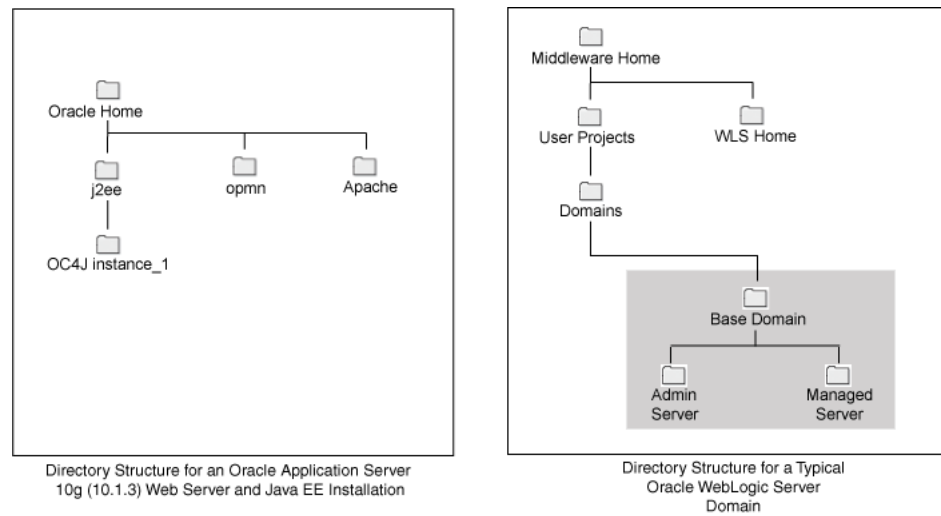 Oracle Home
j2ee
opmn
Apache
OC4J instance_1
Directory Structure for an Oracle Application Server
10g (10.1.3) Web Server and Java EE Installation
Middleware Home
User Projects
WLS Home
Domains
Base Domain
Admin
Server
Managed
Server
Directory Structure for a Typical
Oracle WebLogic Server
Domain